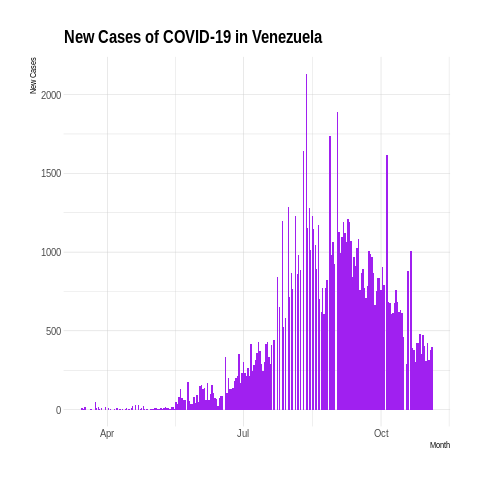 New Cases of COVID-19 in Venezuela
New Cases
2000
1500
1000
500
0
Apr
Jul
Oct
Month